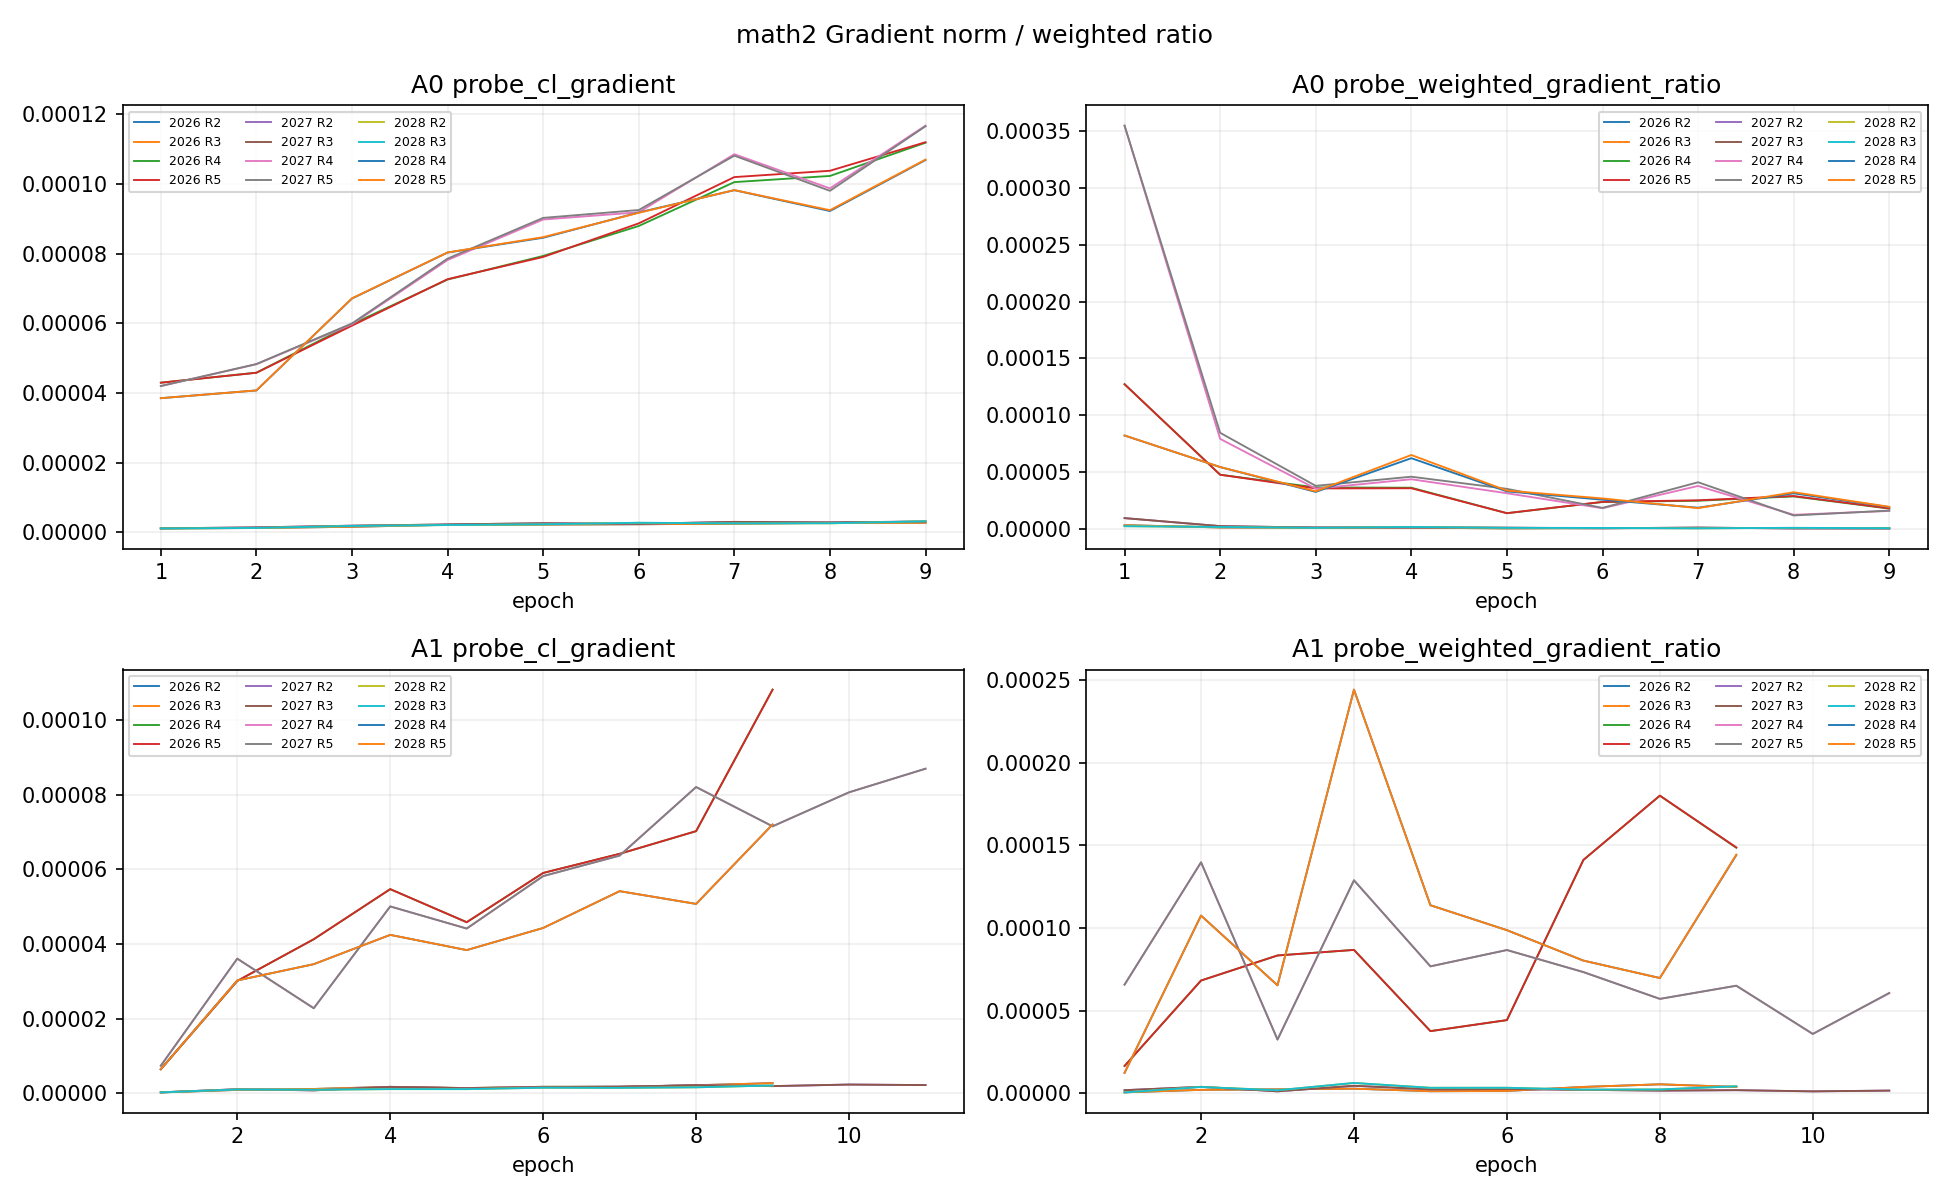 math2 Gradient norm / weighted ratio
A0 probe_cl_gradient
0.00012
0.00010
0.00008
0.00006
0.00004
0.00002
0.00000
2026 R2 2027 R2 2028 R2
2026 R3 2027 R3 2028 R3
2026 R4 2027 R4 2028 R4
2026 R5 2027 R5 2028 R5
1 2 3 4 5 6 7 8 9
epoch
A0 probe_weighted_gradient_ratio
0.00035
0.00030
0.00025
0.00020
0.00015
0.00010
0.00005
0.00000
2026 R2 2027 R2 2028 R2
2026 R3 2027 R3 2028 R3
2026 R4 2027 R4 2028 R4
2026 R5 2027 R5 2028 R5
1 2 3 4 5 6 7 8 9
epoch
A1 probe_cl_gradient
0.00010
0.00008
0.00006
0.00004
0.00002
0.00000
2026 R2 2027 R2 2028 R2
2026 R3 2027 R3 2028 R3
2026 R4 2027 R4 2028 R4
2026 R5 2027 R5 2028 R5
2 4 6 8 10
epoch
A1 probe_weighted_gradient_ratio
0.00025
0.00020
0.00015
0.00010
0.00005
0.00000
2026 R2 2027 R2 2028 R2
2026 R3 2027 R3 2028 R3
2026 R4 2027 R4 2028 R4
2026 R5 2027 R5 2028 R5
2 4 6 8 10
epoch